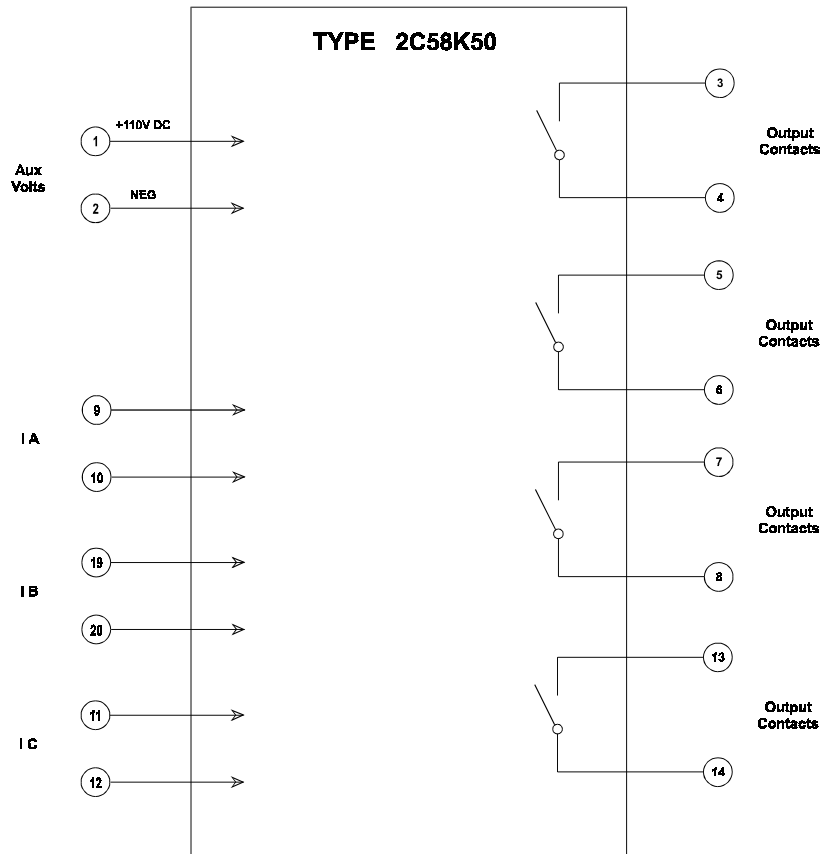 TYPE 2C58K50
Aux
Volts
1
+110V DC
2
NEG
I A
9
10
I B
19
20
I C
11
12
3
4
Output
Contacts
5
6
Output
Contacts
7
8
Output
Contacts
13
14
Output
Contacts